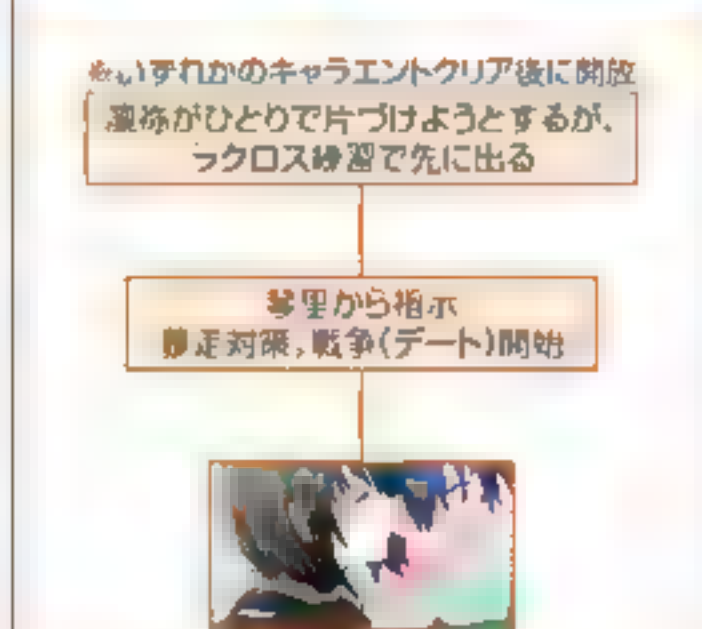 ※いずれかのキャラエンドクリア後に開放
凜祢がひとりで片づけようとするが、
ラクロス練習で先に出る
琴里から指示
暴走対策，戦争(デート)開始